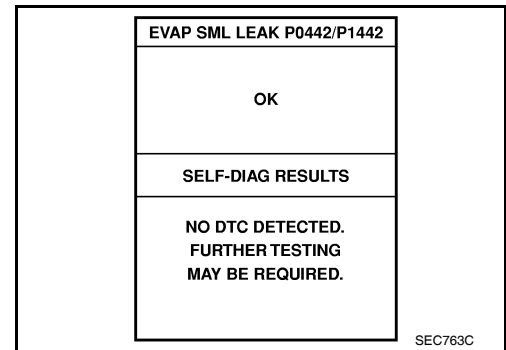 EVAP SML LEAK P0442/P1442
OK
SELF-DIAG RESULTS
NO DTC DETECTED.
FURTHER TESTING
MAY BE REQUIRED.
SEC763C